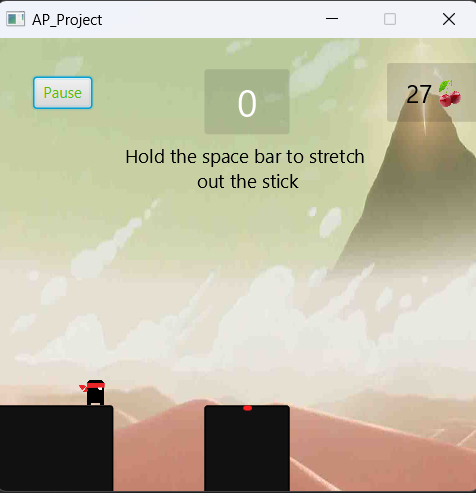 AP_Project
Pause
0
27
Hold the space bar to stretch
out the stick